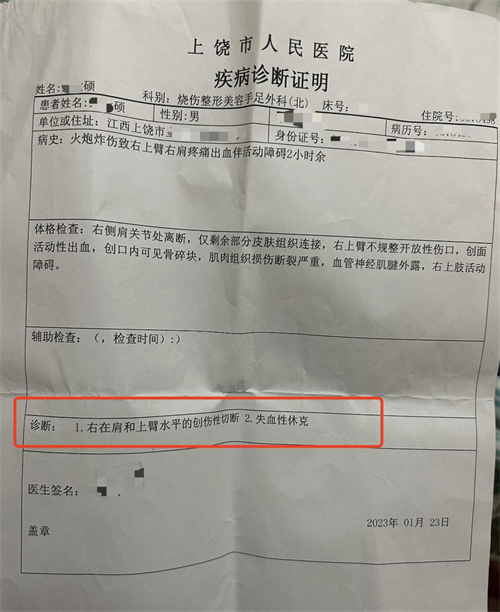 上饶市人民医院
疾病诊断证明
姓名: 硕 科别: 烧伤整形美容手足外科(北) 床号: 住院号:
患者姓名: 硕 性别:男
单位或住址: 江西上饶市 身份证号: 病历号:
病史: 火炮炸伤致右上臂右肩疼痛出血伴活动障碍2小时余
体格检查: 右侧肩关节处离断，仅剩余部分皮肤组织连接，右上臂不规整开放性伤口，创面
活动性出血，创口内可见骨碎块，肌肉组织损伤断裂严重，血管神经肌腱外露，右上肢活动
障碍。
辅助检查: (，检查时间):)
诊断: 1.右在肩和上臂水平的创伤性切断 2.失血性休克
医生签名:
2023年 01月 23日
盖章